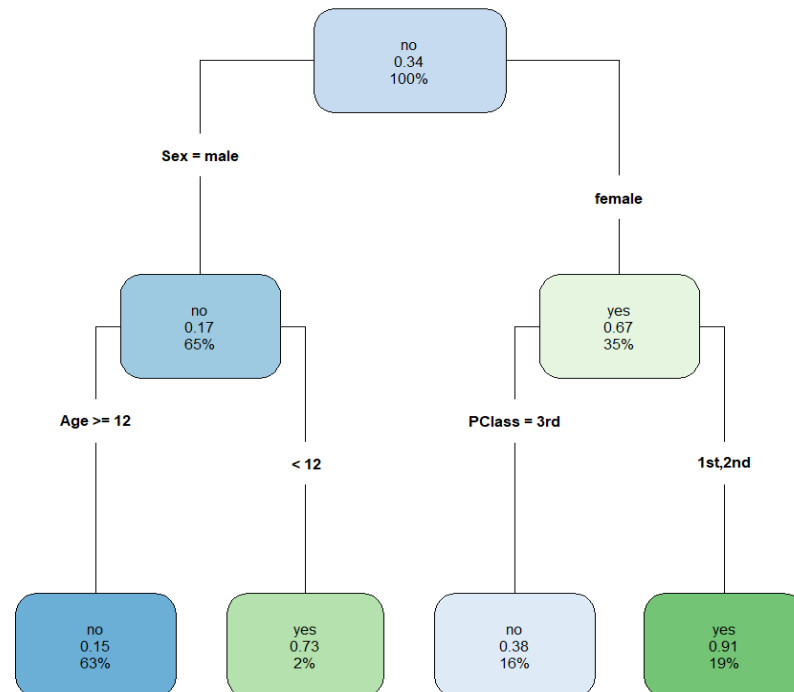 no
0.34
100%
Sex = male
female
no
0.17
65%
yes
0.67
35%
Age >= 12
< 12
PClass = 3rd
1st,2nd
no
0.15
63%
yes
0.73
2%
no
0.38
16%
yes
0.91
19%